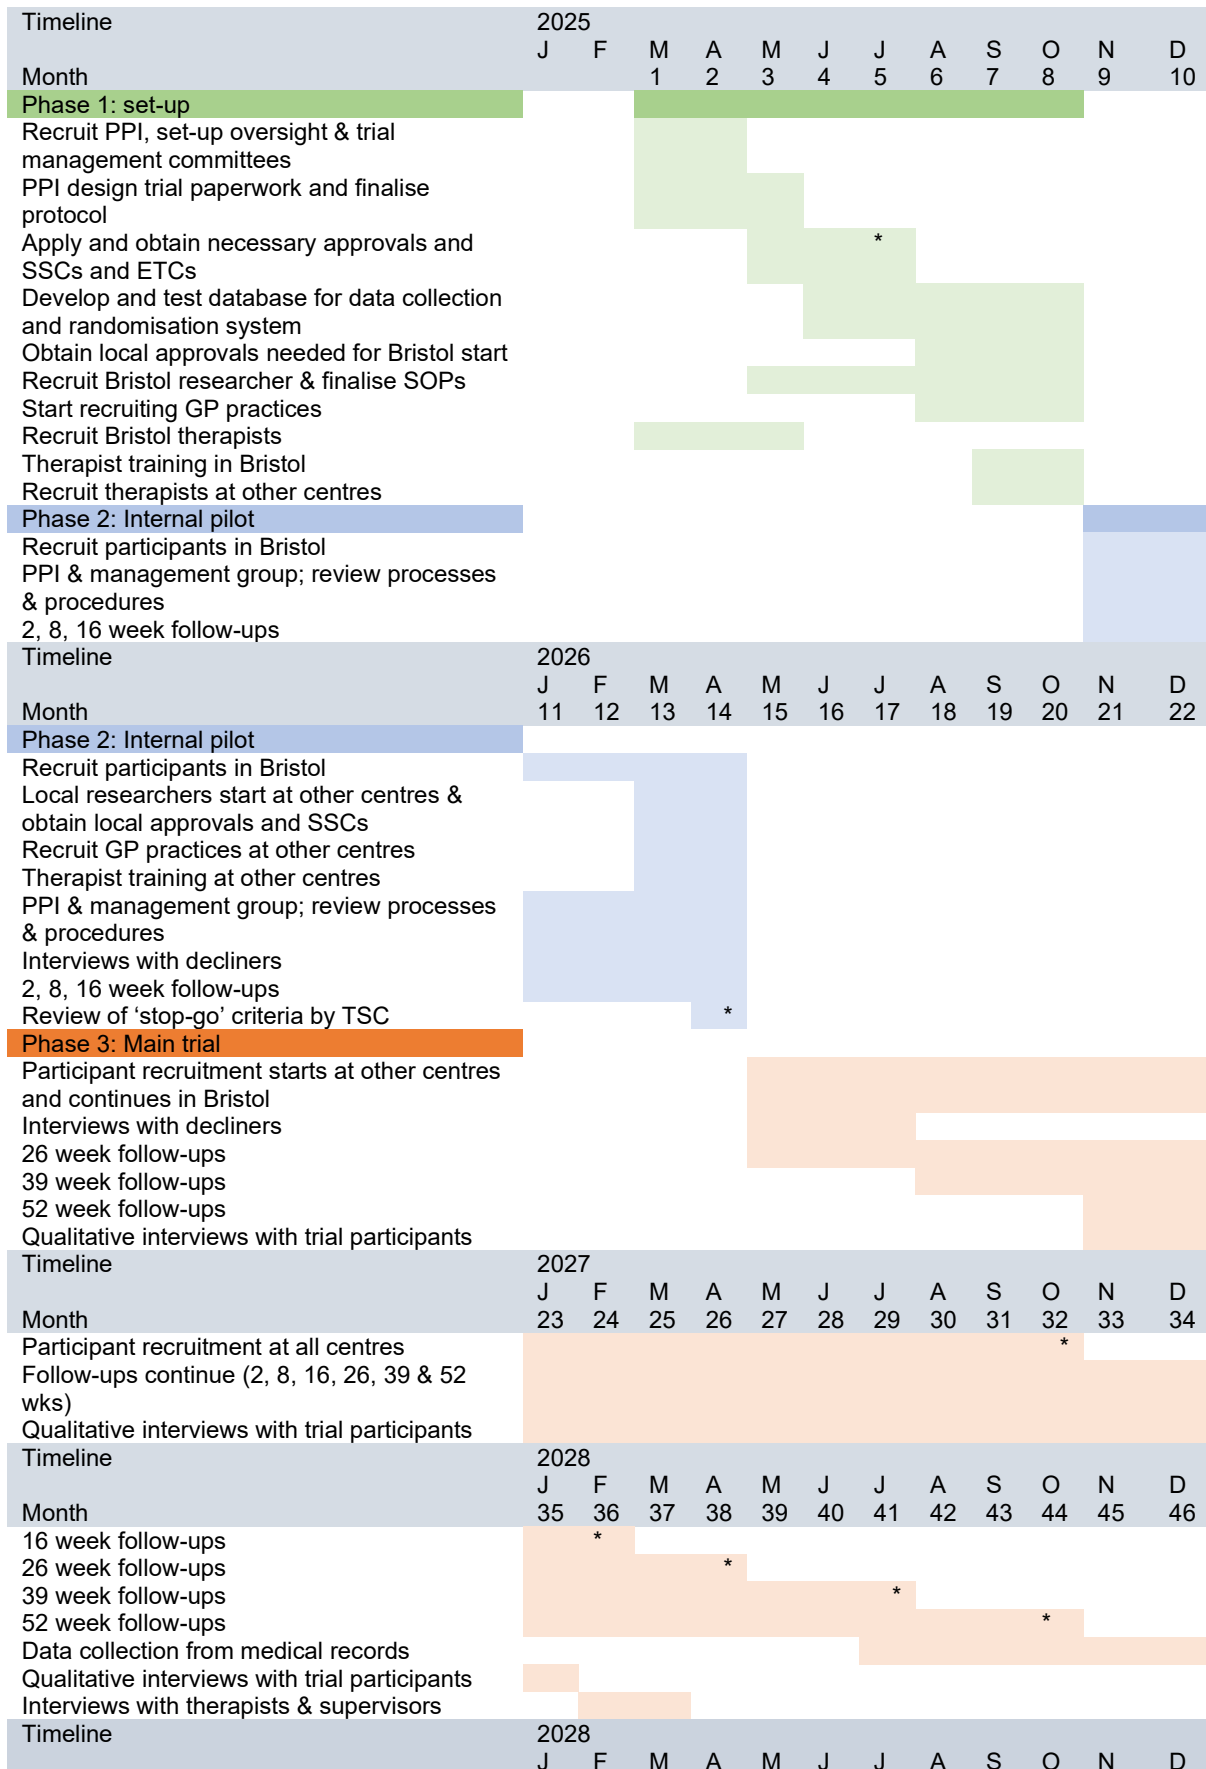 Timeline 2025
J F M A M J J A S O N D
Month 1 2 3 4 5 6 7 8 9 10
Phase 1: set-up
Recruit PPI, set-up oversight & trial
management committees
PPI design trial paperwork and finalise
protocol
Apply and obtain necessary approvals and *
SSCs and ETCs
Develop and test database for data collection
and randomisation system
Obtain local approvals needed for Bristol start
Recruit Bristol researcher & finalise SOPs
Start recruiting GP practices
Recruit Bristol therapists
Therapist training in Bristol
Recruit therapists at other centres
Phase 2: Internal pilot
Recruit participants in Bristol
PPI & management group; review processes
& procedures
2, 8, 16 week follow-ups
Timeline 2026
J F M A M J J A S O N D
Month 11 12 13 14 15 16 17 18 19 20 21 22
Phase 2: Internal pilot
Recruit participants in Bristol
Local researchers start at other centres &
obtain local approvals and SSCs
Recruit GP practices at other centres
Therapist training at other centres
PPI & management group; review processes
& procedures
Interviews with decliners
2, 8, 16 week follow-ups
Review of ‘stop-go’ criteria by TSC *
Phase 3: Main trial
Participant recruitment starts at other centres
and continues in Bristol
Interviews with decliners
26 week follow-ups
39 week follow-ups
52 week follow-ups
Qualitative interviews with trial participants
Timeline 2027
J F M A M J J A S O N D
Month 23 24 25 26 27 28 29 30 31 32 33 34
Participant recruitment at all centres *
Follow-ups continue (2, 8, 16, 26, 39 & 52
wks)
Qualitative interviews with trial participants
Timeline 2028
J F M A M J J A S O N D
Month 35 36 37 38 39 40 41 42 43 44 45 46
16 week follow-ups *
26 week follow-ups *
39 week follow-ups *
52 week follow-ups *
Data collection from medical records
Qualitative interviews with trial participants
Interviews with therapists & supervisors
Timeline 2028
J F M A M J J A S O N D